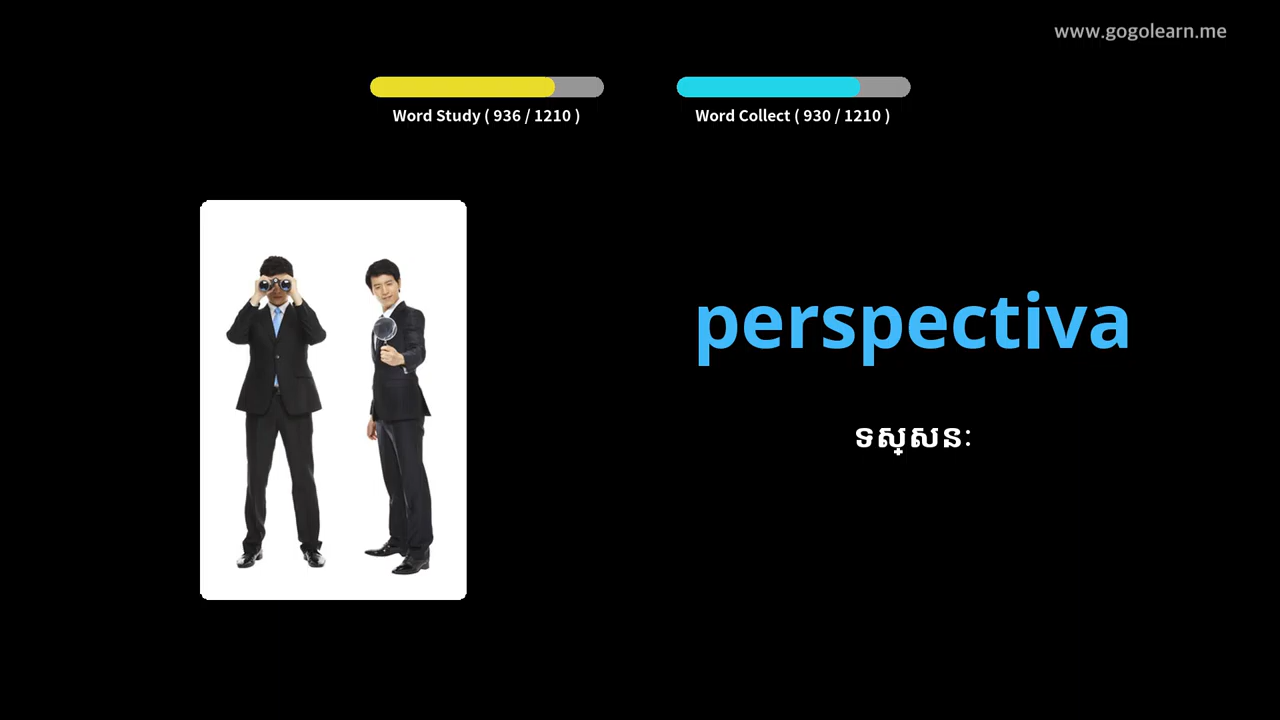 www.gogolearn.me
Word Study ( 936 / 1210 )
Word Collect ( 930 / 1210 )
perspectiva
ទស្សនៈ